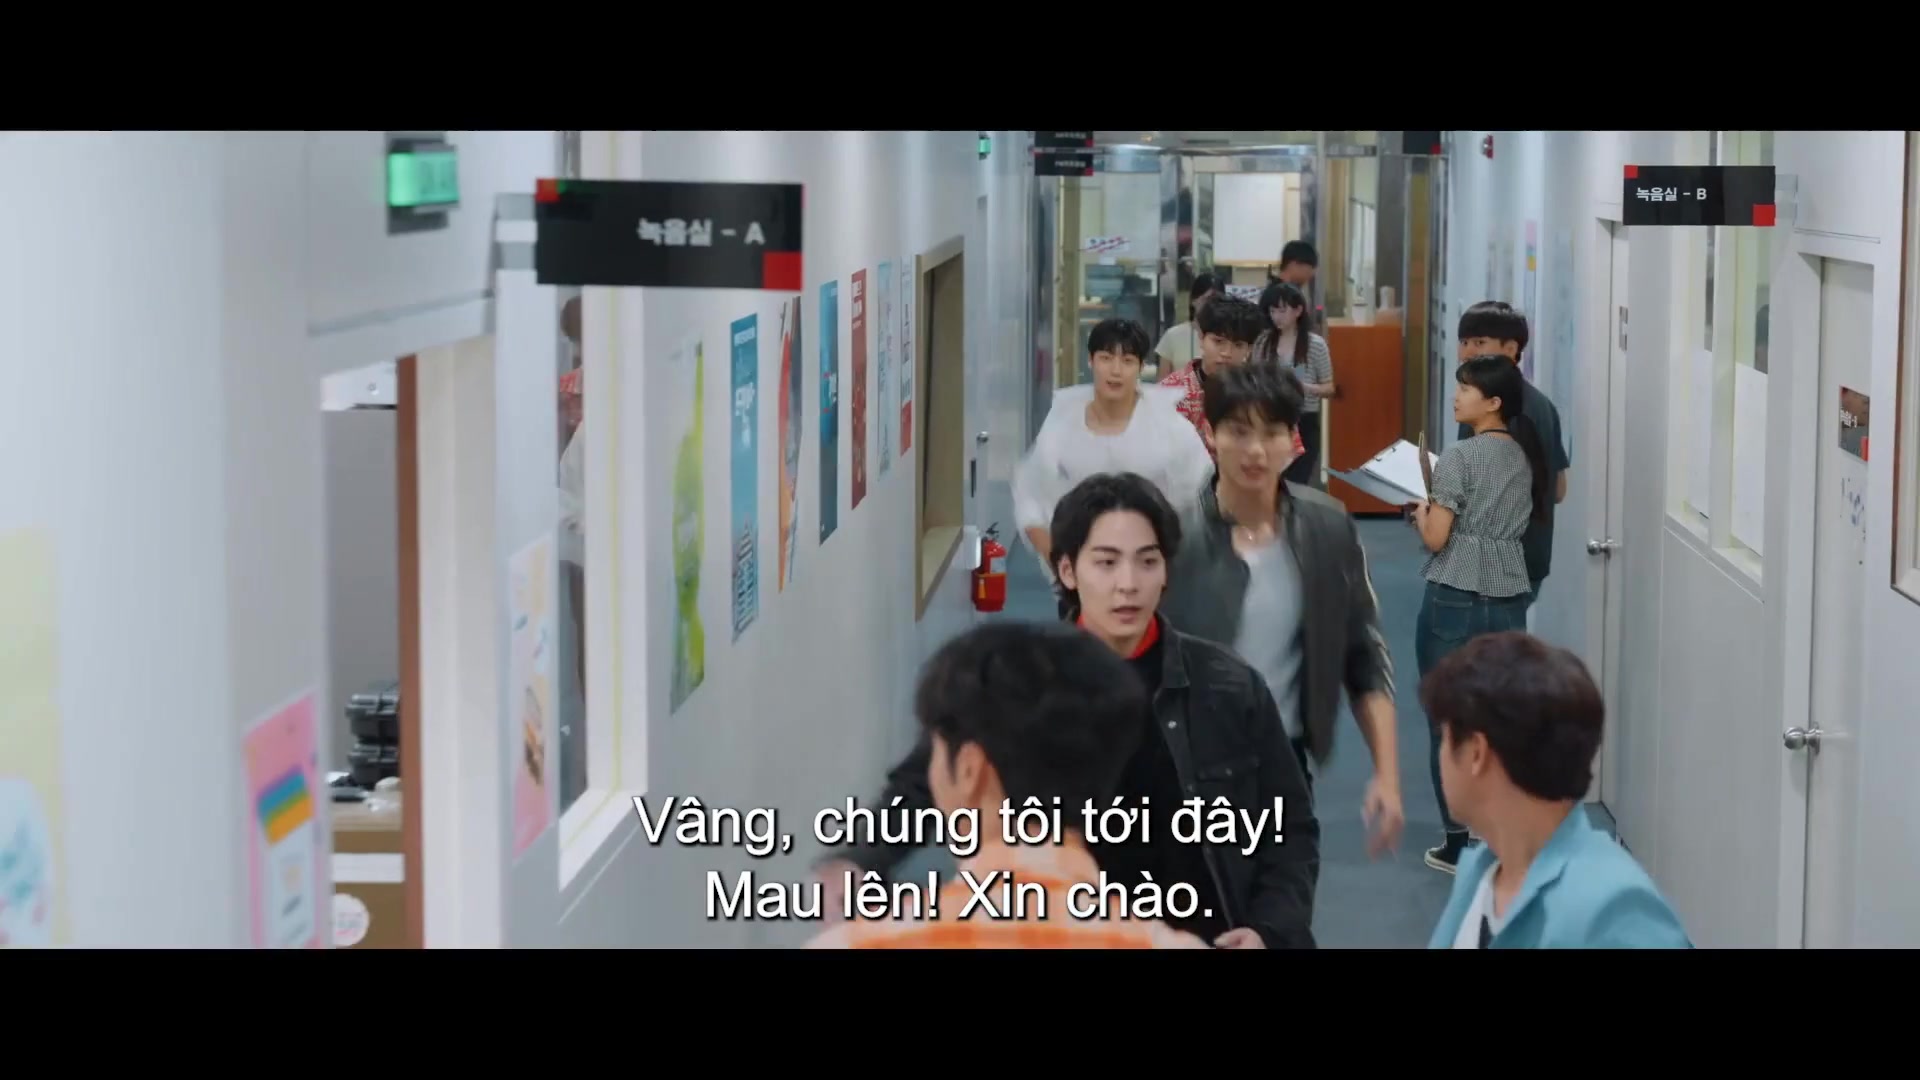 녹음실 - A
녹음실 - B
Vâng, chúng tôi tới đây!
Mau lên! Xin chào.